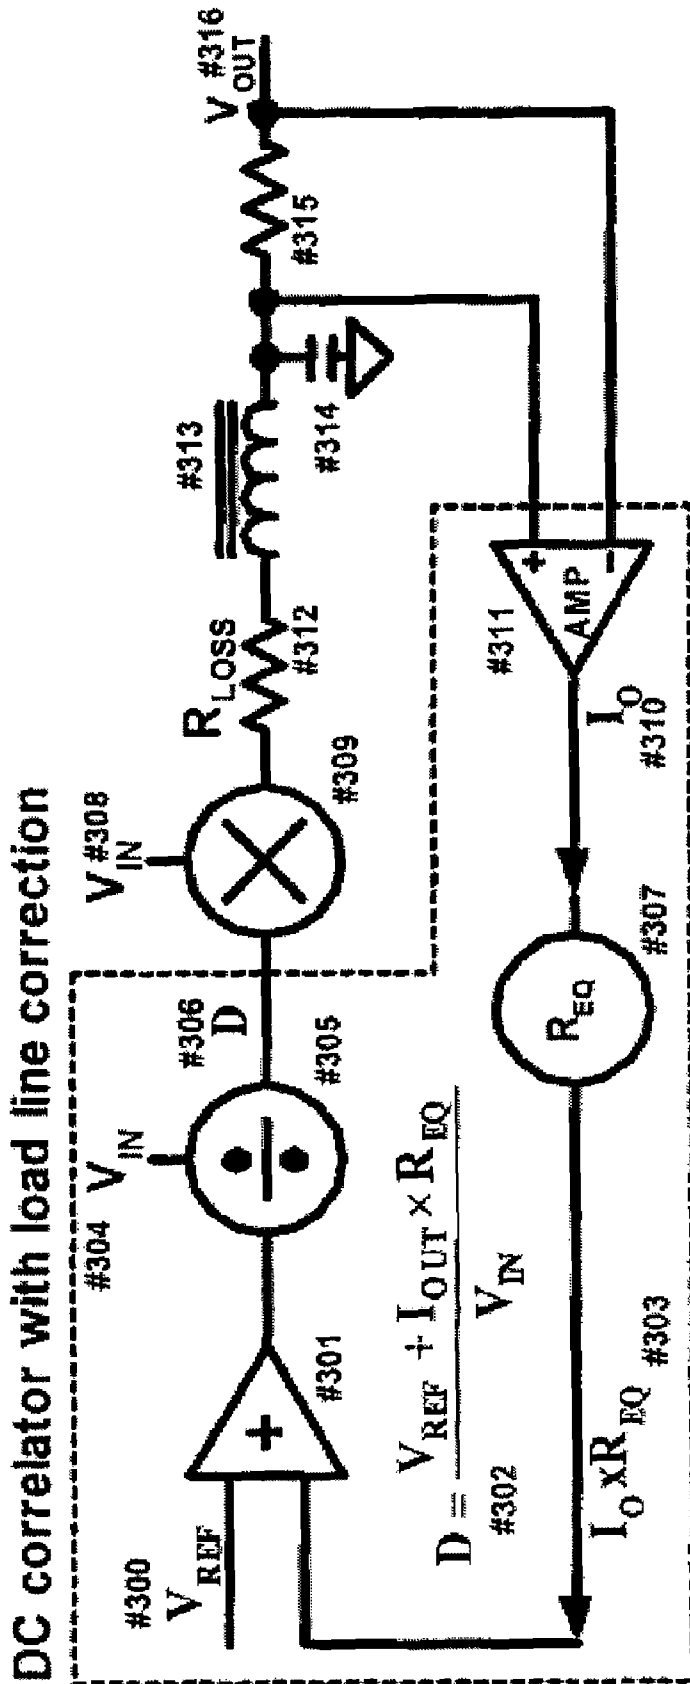 DC correlator with load line correction
#300
V_REF
#301
#304
V_IN
#305
#306
D
V_IN #308
#309
R_LOSS
#312
#313
#314
#315
V_OUT #316
D = (V_REF + I_OUT × R_EQ) / V_IN
#302
I_O x R_EQ
#303
R_EQ
#307
I_O
#310
#311
AMP
+
−
+